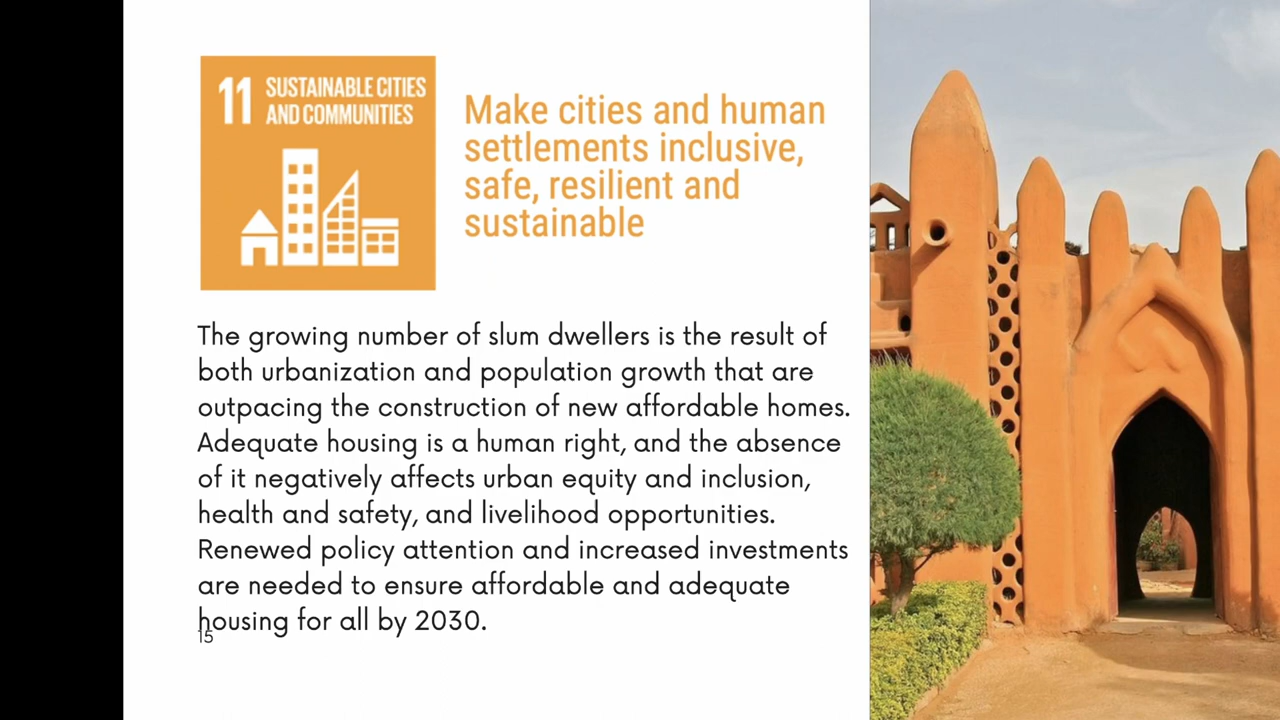 11 SUSTAINABLE CITIES
AND COMMUNITIES
Make cities and human
settlements inclusive,
safe, resilient and
sustainable
The growing number of slum dwellers is the result of
both urbanization and population growth that are
outpacing the construction of new affordable homes.
Adequate housing is a human right, and the absence
of it negatively affects urban equity and inclusion,
health and safety, and livelihood opportunities.
Renewed policy attention and increased investments
are needed to ensure affordable and adequate
housing for all by 2030.
15